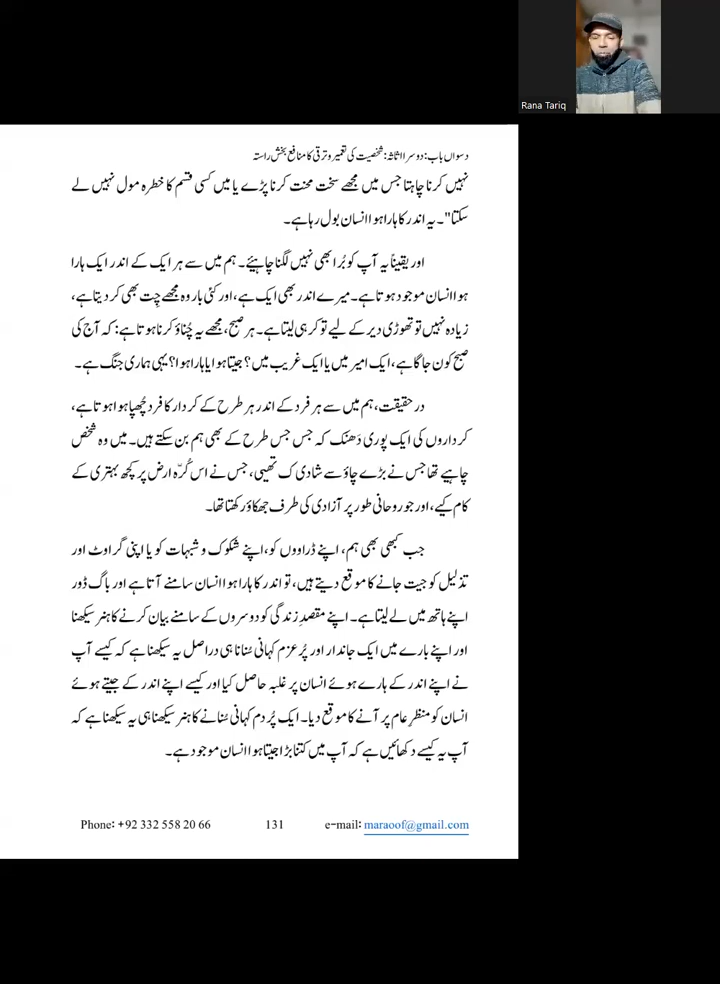 Rana Tariq
دسواں باب: دوسرا اثاثہ: شخصیت کی تعمیر و ترقی کا منافع بخش راستہ
نہیں کرنا چاہتا جس میں مجھے سخت محنت کرنا پڑے یا میں کسی قسم کا خطرہ مول نہیں لے
سکتا"۔ یہ اندر کا ہارا ہوا انسان بول رہا ہے۔
اور یقیناً یہ آپ کو بُرا بھی نہیں لگنا چاہیئے۔ ہم میں سے ہر ایک کے اندر ایک ہارا
ہوا انسان موجود ہوتا ہے۔ میرے اندر بھی ایک ہے، اور کئی بار وہ مجھے چِت بھی کر دیتا ہے،
زیادہ نہیں تو تھوڑی دیر کے لیے تو کر ہی لیتا ہے۔ ہر صبح، مجھے یہ چُناؤ کرنا ہوتا ہے: کہ آج کی
صبح کون جاگا ہے، ایک امیر میں یا ایک غریب میں؟ جیتا ہوا یا ہارا ہوا؟ یہی ہماری جنگ ہے۔
در حقیقت، ہم میں سے ہر فرد کے اندر ہر طرح کے کردار کا فرد چُھپا ہوا ہوتا ہے،
کرداروں کی ایک پوری دَھنَک کہ جس جس طرح کے بھی ہم بن سکتے ہیں۔ میں وہ شخص
چاہیے تھا جس نے بڑے چاؤ سے شادی ک تھیی، جس نے اس کُرّہ ارض پر کچھ بہتری کے
کام کیے، اور جو روحانی طور پر آزادی کی طرف جھکاؤ رکھتا تھا۔
جب کبھی بھی ہم، اپنے ڈراووں کو، اپنے شکوک و شبہات کو یا اپنی گراوٹ اور
تذلیل کو جیت جانے کا موقع دیتے ہیں، تو اندر کا ہارا ہوا انسان سامنے آتا ہے اور باگ ڈور
اپنے ہاتھ میں لے لیتا ہے۔ اپنے مقصدِ زندگی کو دوسروں کے سامنے بیان کرنے کا ہنر سیکھنا
اور اپنے بارے میں ایک جاندار اور پُر عزم کہانی سُنانا ہی دراصل یہ سیکھنا ہے کہ کیسے آپ
نے اپنے اندر کے ہارے ہوئے انسان پر غلبہ حاصل کیا اور کیسے اپنے اندر کے جیتے ہوئے
انسان کو منظرِ عام پر آنے کا موقع دیا۔ ایک پُر دم کہانی سُنانے کا ہنر سیکھنا ہی یہ سیکھنا ہے کہ
آپ یہ کیسے دکھائیں ہے کہ آپ میں کتنا بڑا جیتا ہوا انسان موجود ہے۔
Phone: +92 332 558 20 66 131 e-mail: maraoof@gmail.com